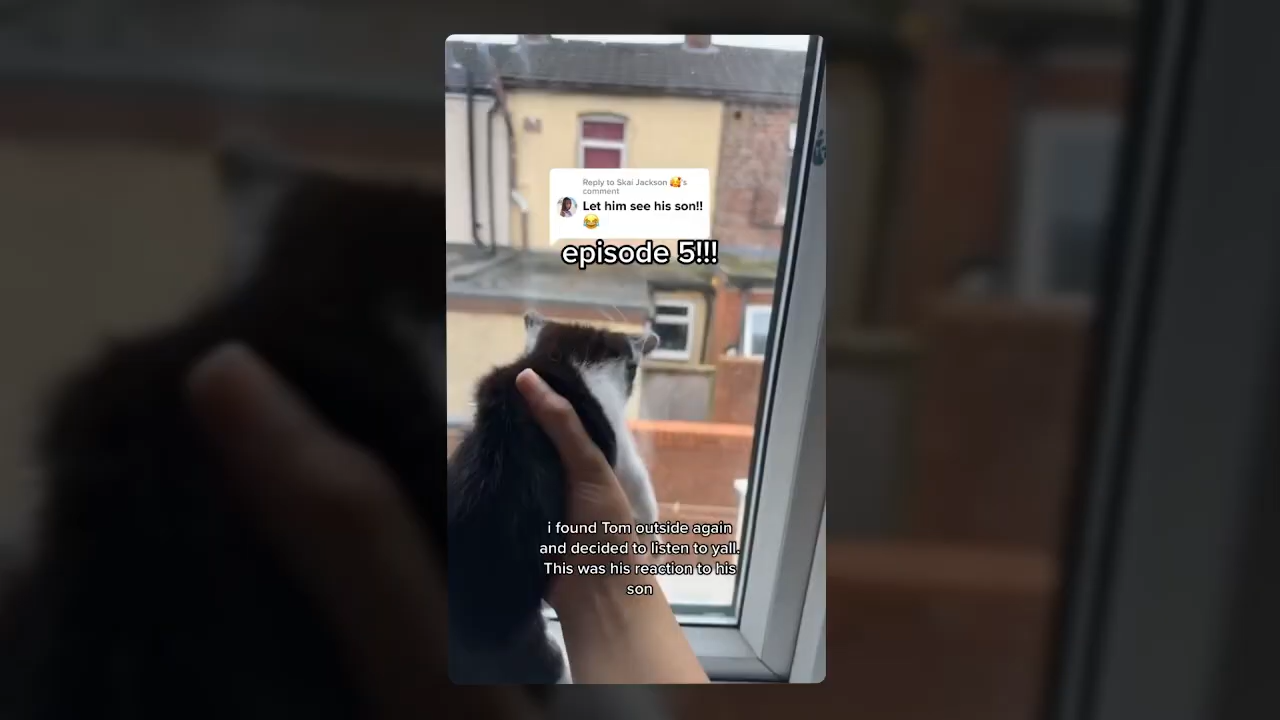 Reply to Skai Jackson 🥰's
comment
Let him see his son!!
😂
episode 5!!!
i found Tom outside again
and decided to listen to yall.
This was his reaction to his
son